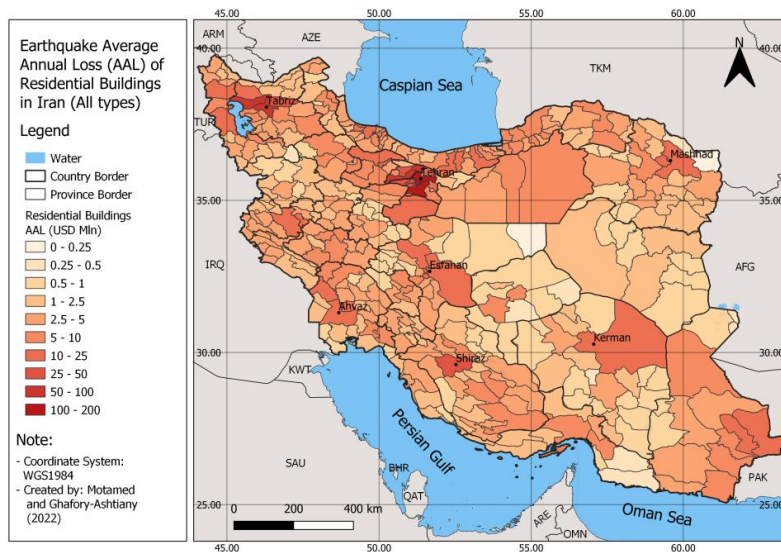 Earthquake Average
Annual Loss (AAL) of
Residential Buildings
in Iran (All types)
Legend
Water
Country Border
Province Border
Residential Buildings
AAL (USD Mln)
0 - 0.25
0.25 - 0.5
0.5 - 1
1 - 2.5
2.5 - 5
5 - 10
10 - 25
25 - 50
50 - 100
100 - 200
Note:
- Coordinate System:
WGS1984
- Created by: Motamed
and Ghafory-Ashtiany
(2022)
45.00 50.00 55.00 60.00
ARM AZE
40.00 40.00
N
TKM
Caspian Sea
Tabriz
TUR
Mashhad
Tehran
35.00 35.00
IRQ
Esfahan
AFG
Ahvaz
Kerman
30.00 30.00
Shiraz
KWT
Persian Gulf
SAU
BHR
PAK
QAT
25.00 25.00
Oman Sea
0 200 400 km
ARE
OMN
45.00 50.00 55.00 60.00